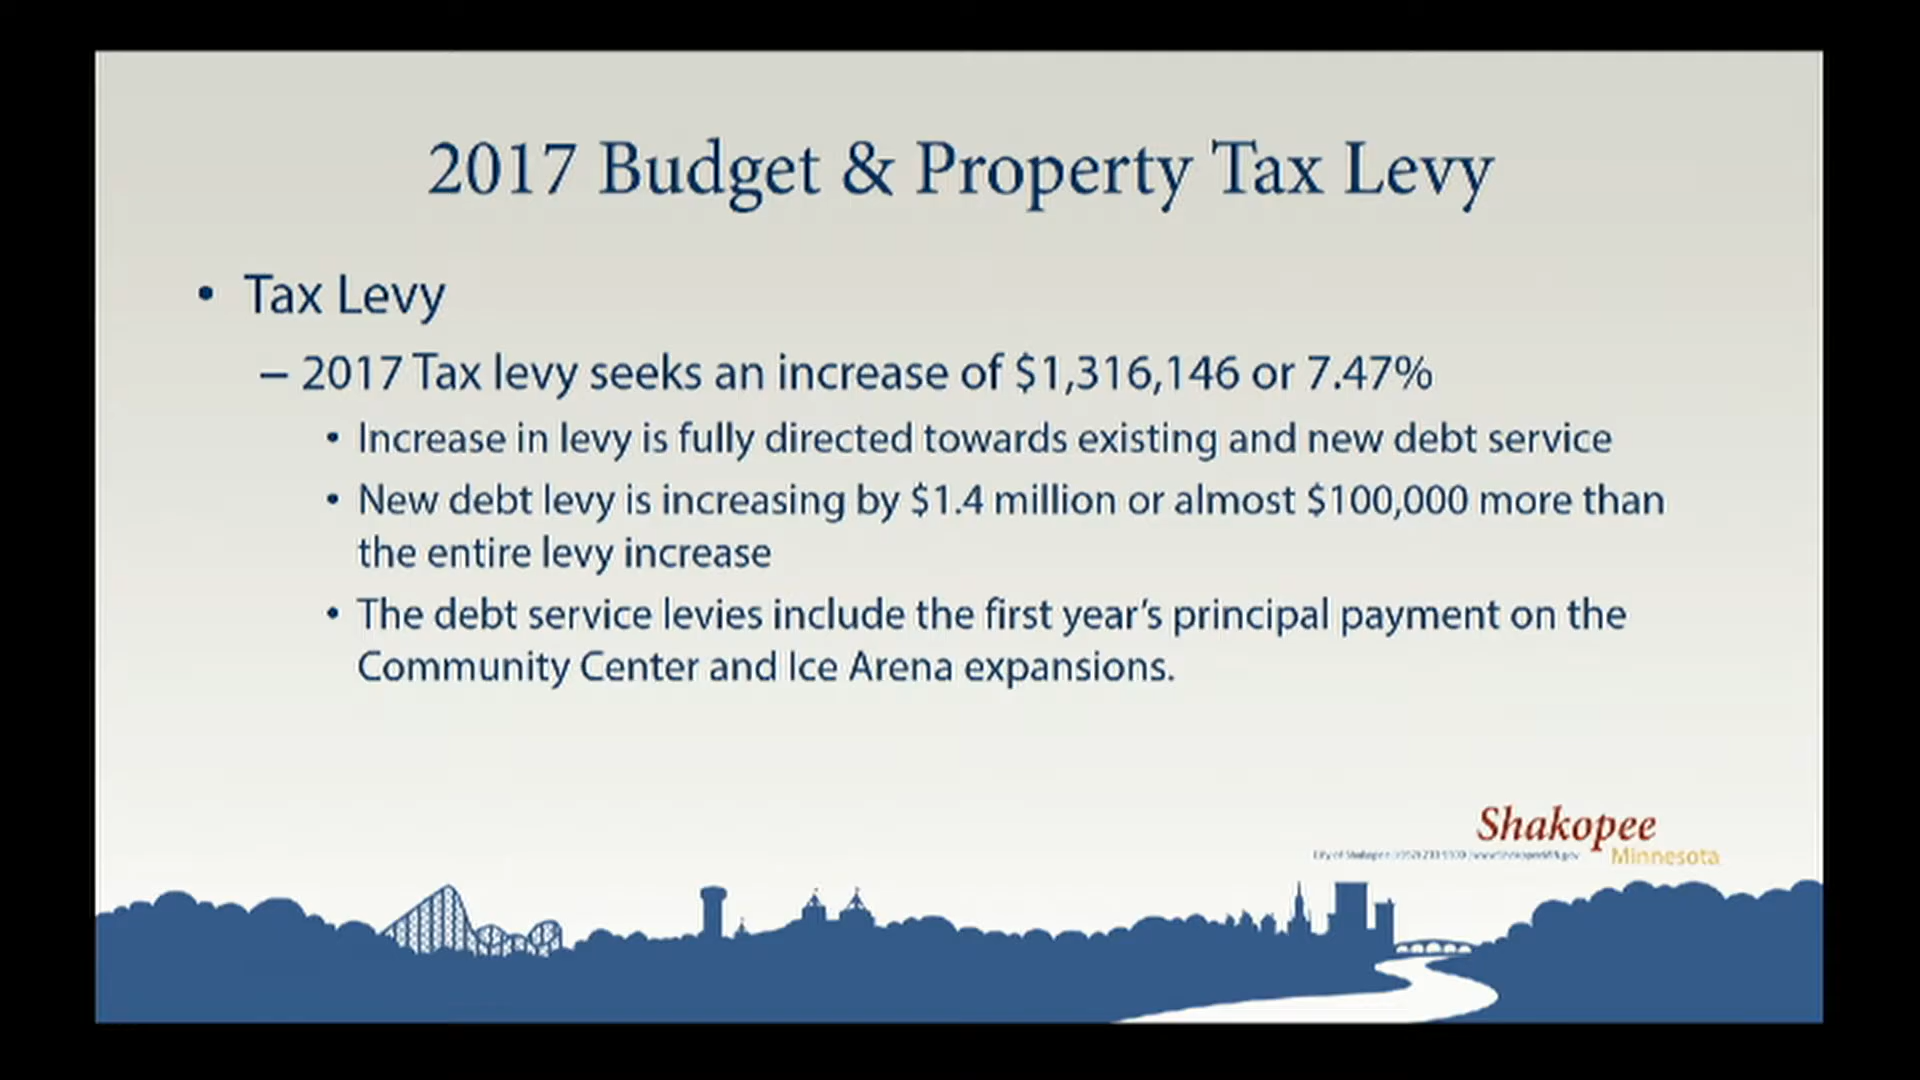 2017 Budget & Property Tax Levy
• Tax Levy
– 2017 Tax levy seeks an increase of $1,316,146 or 7.47%
• Increase in levy is fully directed towards existing and new debt service
• New debt levy is increasing by $1.4 million or almost $100,000 more than
the entire levy increase
• The debt service levies include the first year’s principal payment on the
Community Center and Ice Arena expansions.
Shakopee
City of Shakopee
Minnesota